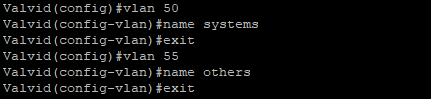 Valvid(config)#vlan 50
Valvid(config-vlan)#name systems
Valvid(config-vlan)#exit
Valvid(config)#vlan 55
Valvid(config-vlan)#name others
Valvid(config-vlan)#exit